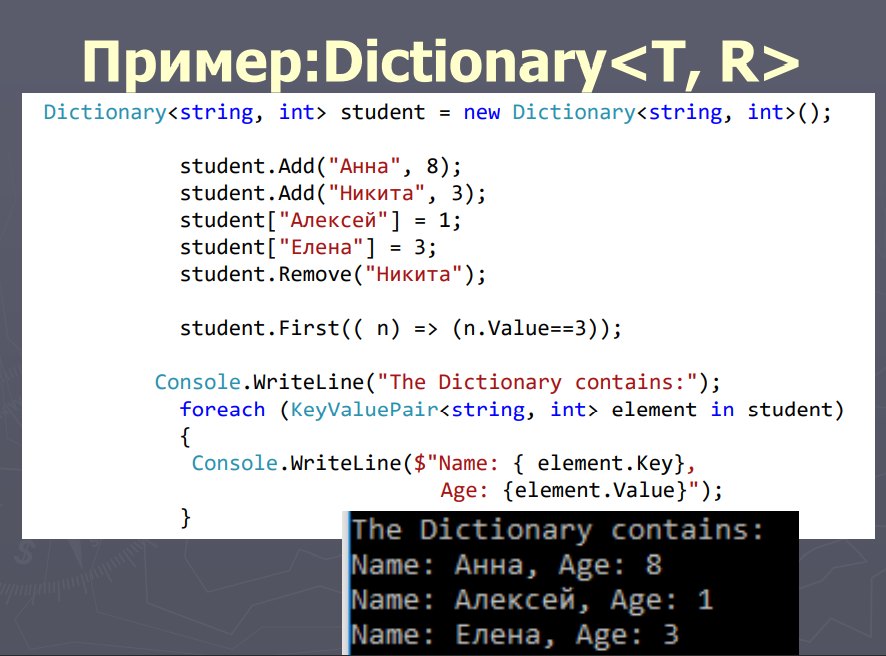 Пример:Dictionary<T, R>
Dictionary<string, int> student = new Dictionary<string, int>();
student.Add("Анна", 8);
student.Add("Никита", 3);
student["Алексей"] = 1;
student["Елена"] = 3;
student.Remove("Никита");
student.First(( n) => (n.Value==3));
Console.WriteLine("The Dictionary contains:");
foreach (KeyValuePair<string, int> element in student)
{
Console.WriteLine($"Name: { element.Key},
Age: {element.Value}");
}
The Dictionary contains:
Name: Анна, Age: 8
Name: Алексей, Age: 1
Name: Елена, Age: 3